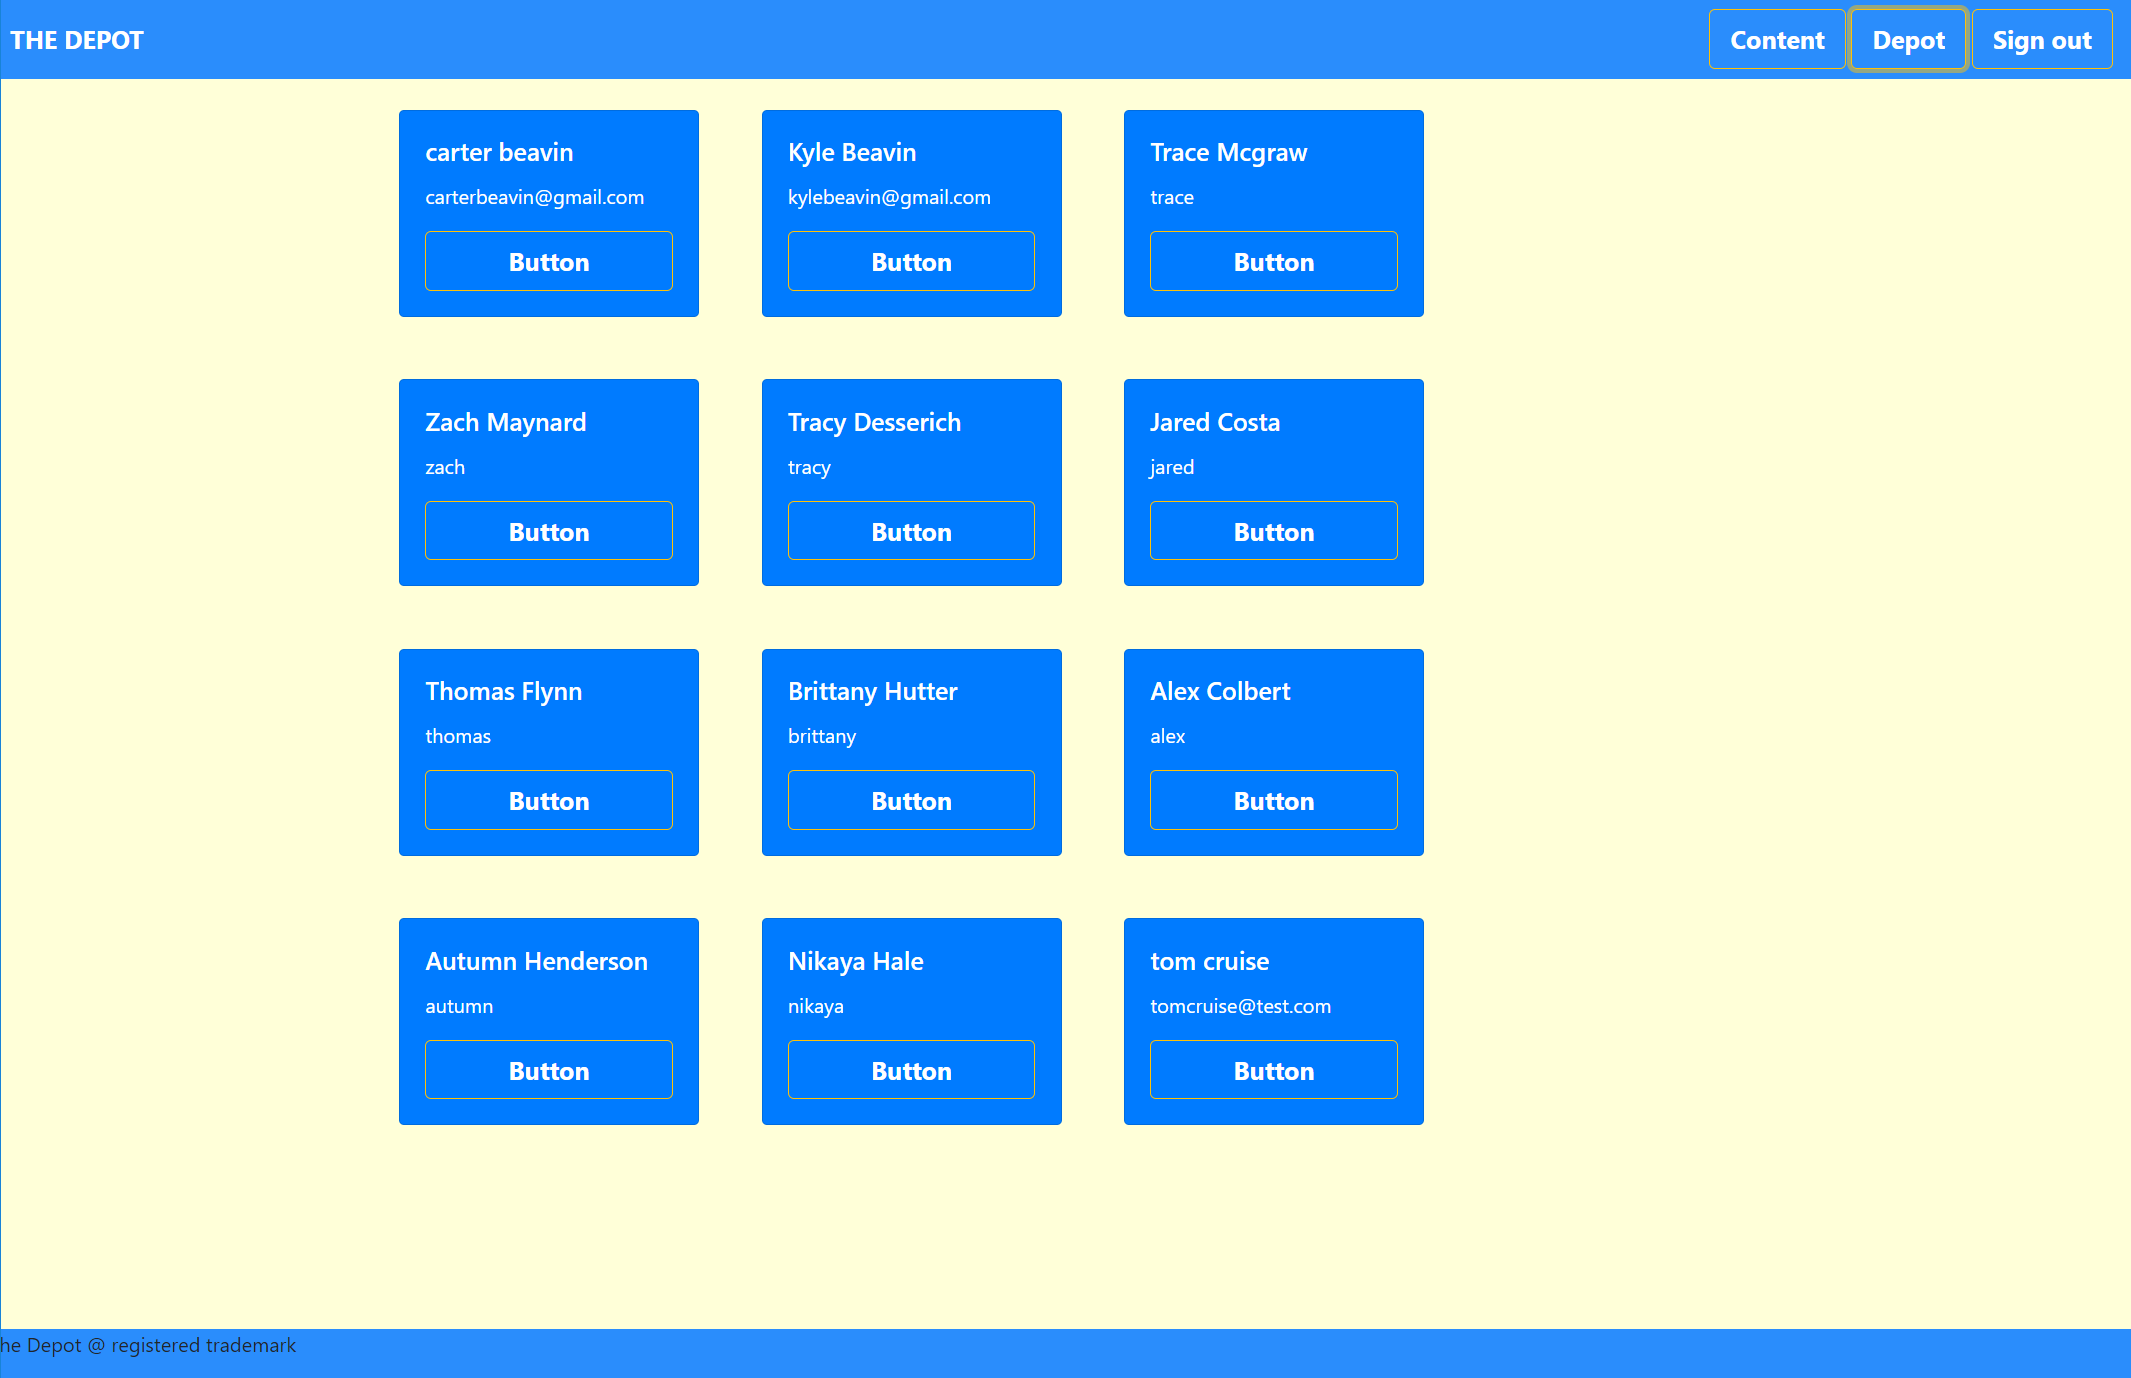 THE DEPOT
Content Depot Sign out
carter beavin
carterbeavin@gmail.com
Button
Kyle Beavin
kylebeavin@gmail.com
Button
Trace Mcgraw
trace
Button
Zach Maynard
zach
Button
Tracy Desserich
tracy
Button
Jared Costa
jared
Button
Thomas Flynn
thomas
Button
Brittany Hutter
brittany
Button
Alex Colbert
alex
Button
Autumn Henderson
autumn
Button
Nikaya Hale
nikaya
Button
tom cruise
tomcruise@test.com
Button
he Depot @ registered trademark